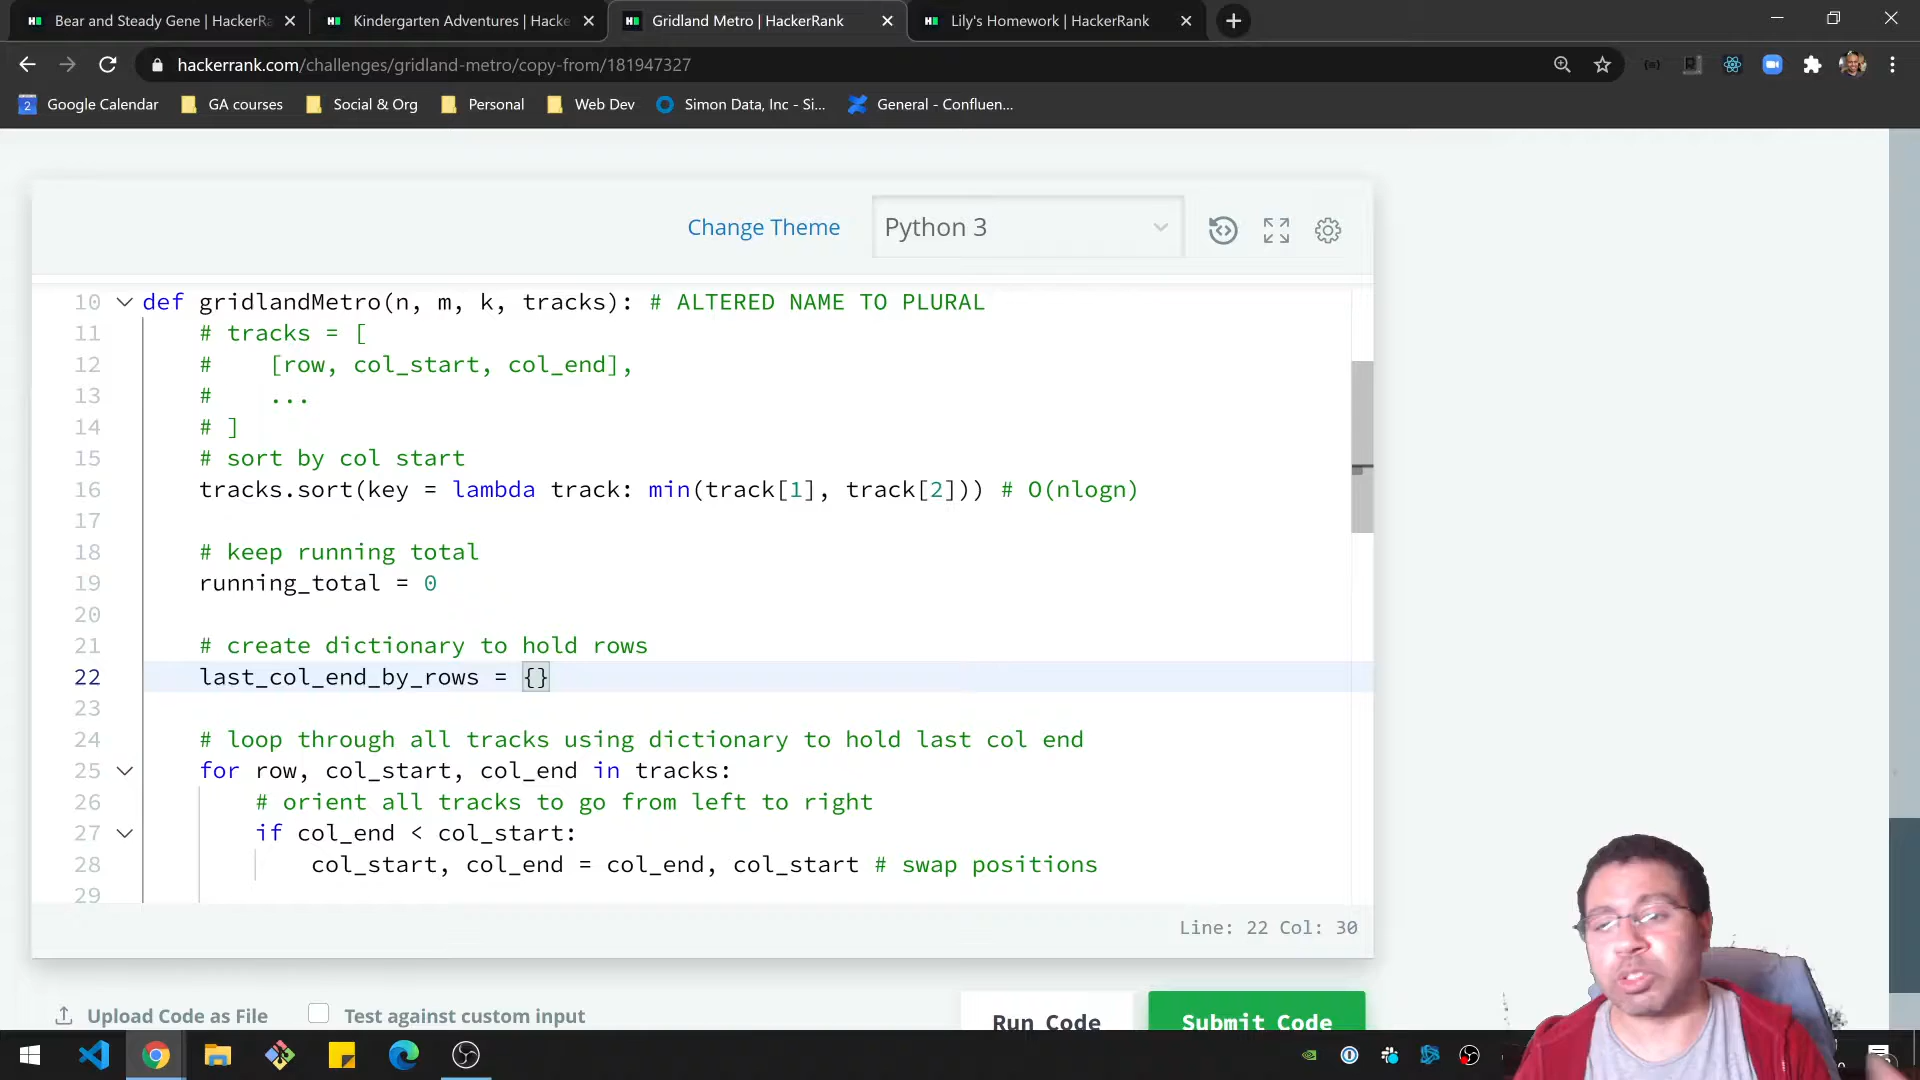 Bear and Steady Gene | HackerRa
Kindergarten Adventures | Hacke
Gridland Metro | HackerRank
Lily's Homework | HackerRank
hackerrank.com/challenges/gridland-metro/copy-from/181947327
2 Google Calendar
GA courses
Social & Org
Personal
Web Dev
Simon Data, Inc - Si...
General - Confluen...
Change Theme
Python 3
10 def gridlandMetro(n, m, k, tracks): # ALTERED NAME TO PLURAL
11 # tracks = [
12 # [row, col_start, col_end],
13 # ...
14 # ]
15 # sort by col start
16 tracks.sort(key = lambda track: min(track[1], track[2])) # O(nlogn)
17
18 # keep running total
19 running_total = 0
20
21 # create dictionary to hold rows
22 last_col_end_by_rows = {}
23
24 # loop through all tracks using dictionary to hold last col end
25 for row, col_start, col_end in tracks:
26 # orient all tracks to go from left to right
27 if col_end < col_start:
28 col_start, col_end = col_end, col_start # swap positions
29
Line: 22 Col: 30
Upload Code as File
Test against custom input
Run Code
Submit Code